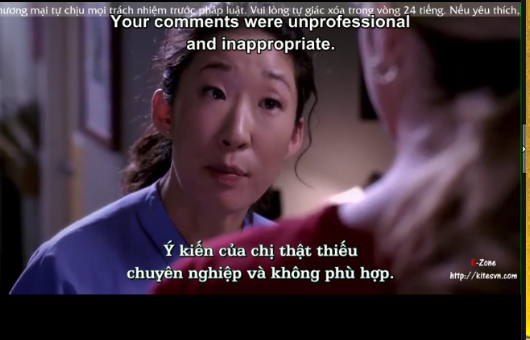 hương mại tự chịu mọi trách nhiệm trước pháp luật. Vui lòng tự giác xóa trong vòng 24 tiếng. Nếu yêu thích,
Your comments were unprofessional
and inappropriate.
Ý kiến của chị thật thiếu
chuyên nghiệp và không phù hợp.
E-Zone
http://kitesvn.com